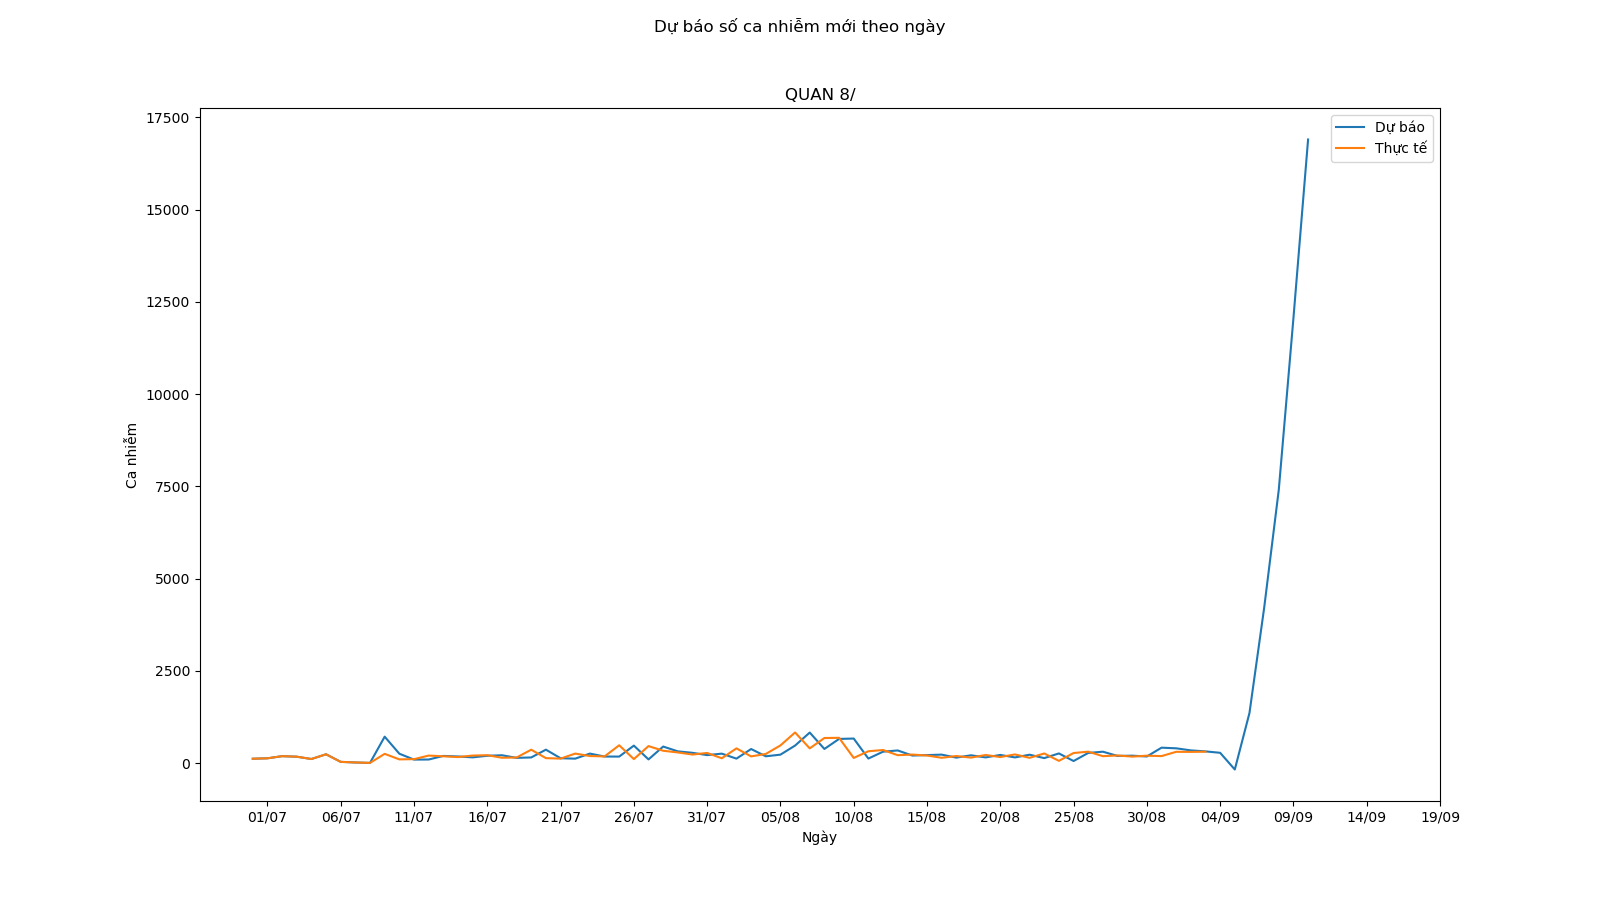 Dự báo số ca nhiễm mới theo ngày
QUAN 8/
17500
15000
12500
10000
7500
5000
2500
0
Ca nhiễm
Dự báo
Thực tế
01/07 06/07 11/07 16/07 21/07 26/07 31/07 05/08 10/08 15/08 20/08 25/08 30/08 04/09 09/09 14/09 19/09
Ngày